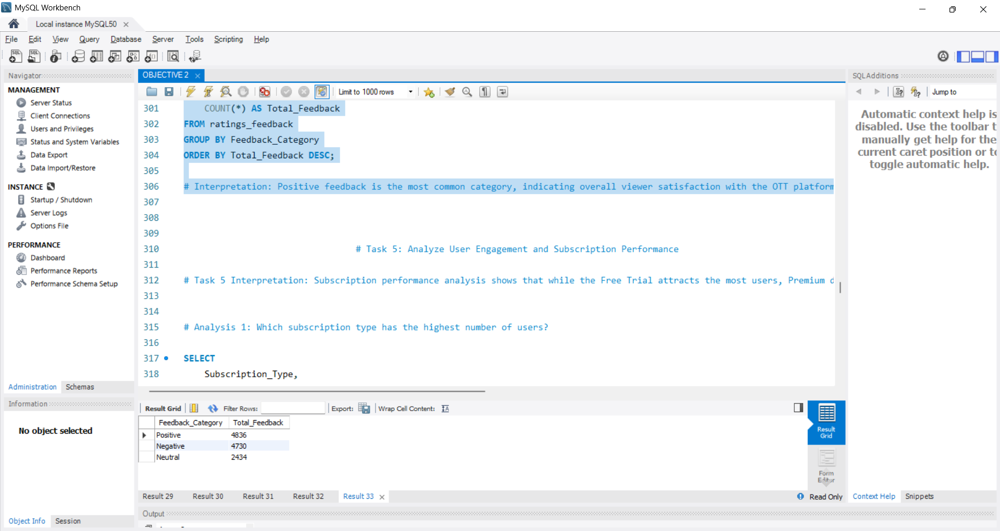 MySQL Workbench
Local instance MySQL50
File Edit View Query Database Server Tools Scripting Help
Navigator
MANAGEMENT
Server Status
Client Connections
Users and Privileges
Status and System Variables
Data Export
Data Import/Restore
INSTANCE
Startup / Shutdown
Server Logs
Options File
PERFORMANCE
Dashboard
Performance Reports
Performance Schema Setup
Administration Schemas
Information
No object selected
Object Info Session
OBJECTIVE 2
Limit to 1000 rows
301 COUNT(*) AS Total_Feedback
302 FROM ratings_feedback
303 GROUP BY Feedback_Category
304 ORDER BY Total_Feedback DESC;
305
306 # Interpretation: Positive feedback is the most common category, indicating overall viewer satisfaction with the OTT platform
307
308
309
310 # Task 5: Analyze User Engagement and Subscription Performance
311
312 # Task 5 Interpretation: Subscription performance analysis shows that while the Free Trial attracts the most users, Premium
313
314
315 # Analysis 1: Which subscription type has the highest number of users?
316
317 SELECT
318 Subscription_Type,
Result Grid Filter Rows: Export: Wrap Cell Content:
Feedback_Category Total_Feedback
Positive 4836
Negative 4730
Neutral 2434
Result Grid
Form Editor
Result 29 Result 30 Result 31 Result 32 Result 33
Read Only
Output
SQLAdditions
Jump to
Automatic context help is
disabled. Use the toolbar
manually get help for the
current caret position or
toggle automatic help.
Context Help Snippets